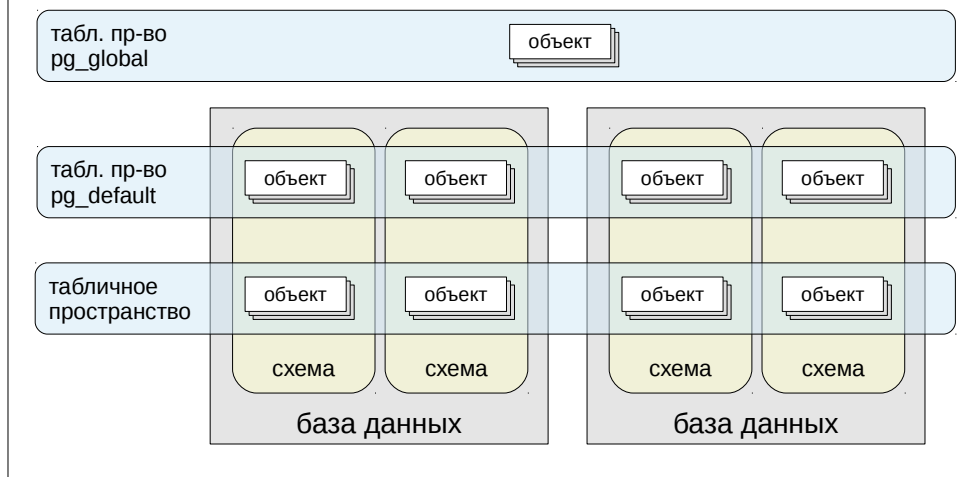 табл. пр-во
pg_global
объект
табл. пр-во
pg_default
объект
объект
объект
объект
табличное
пространство
объект
объект
объект
объект
схема
схема
схема
схема
база данных
база данных